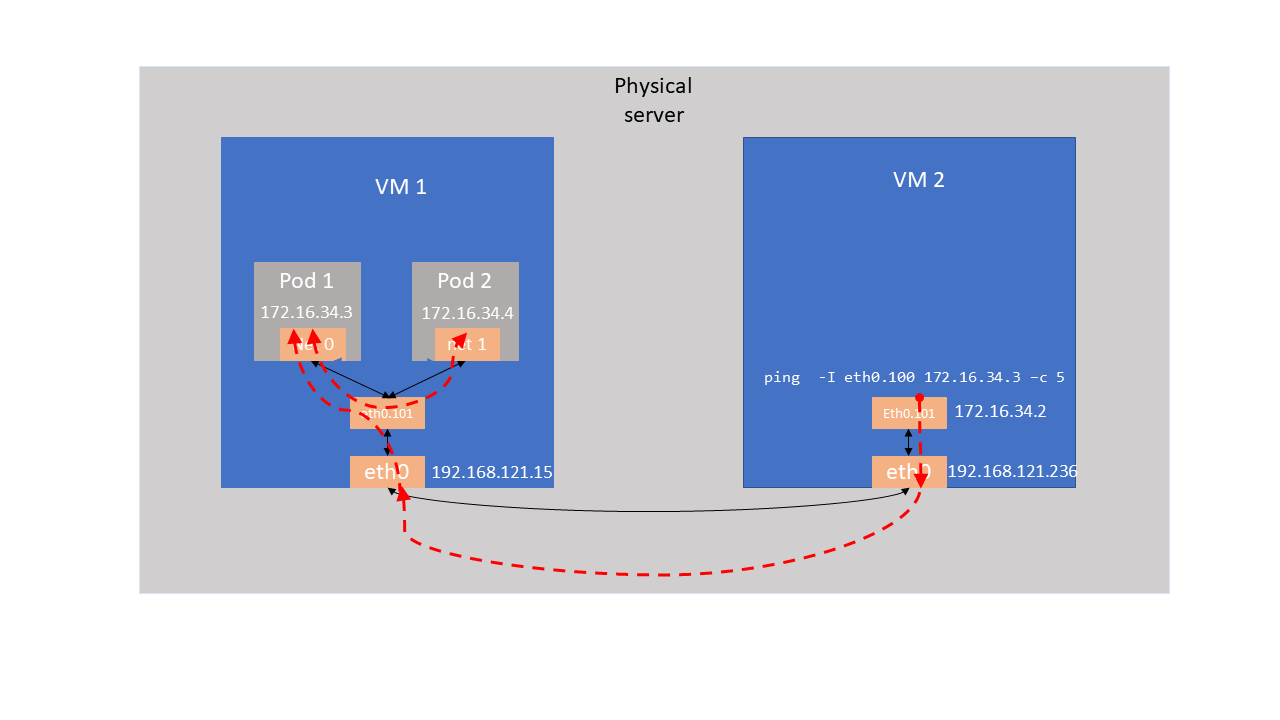 Physical
server
VM 1
VM 2
Pod 1
Pod 2
172.16.34.3
172.16.34.4
Net 0
net 1
ping -I eth0.100 172.16.34.3 –c 5
eth0.101
Eth0.101
172.16.34.2
eth0
192.168.121.15
eth0
192.168.121.236